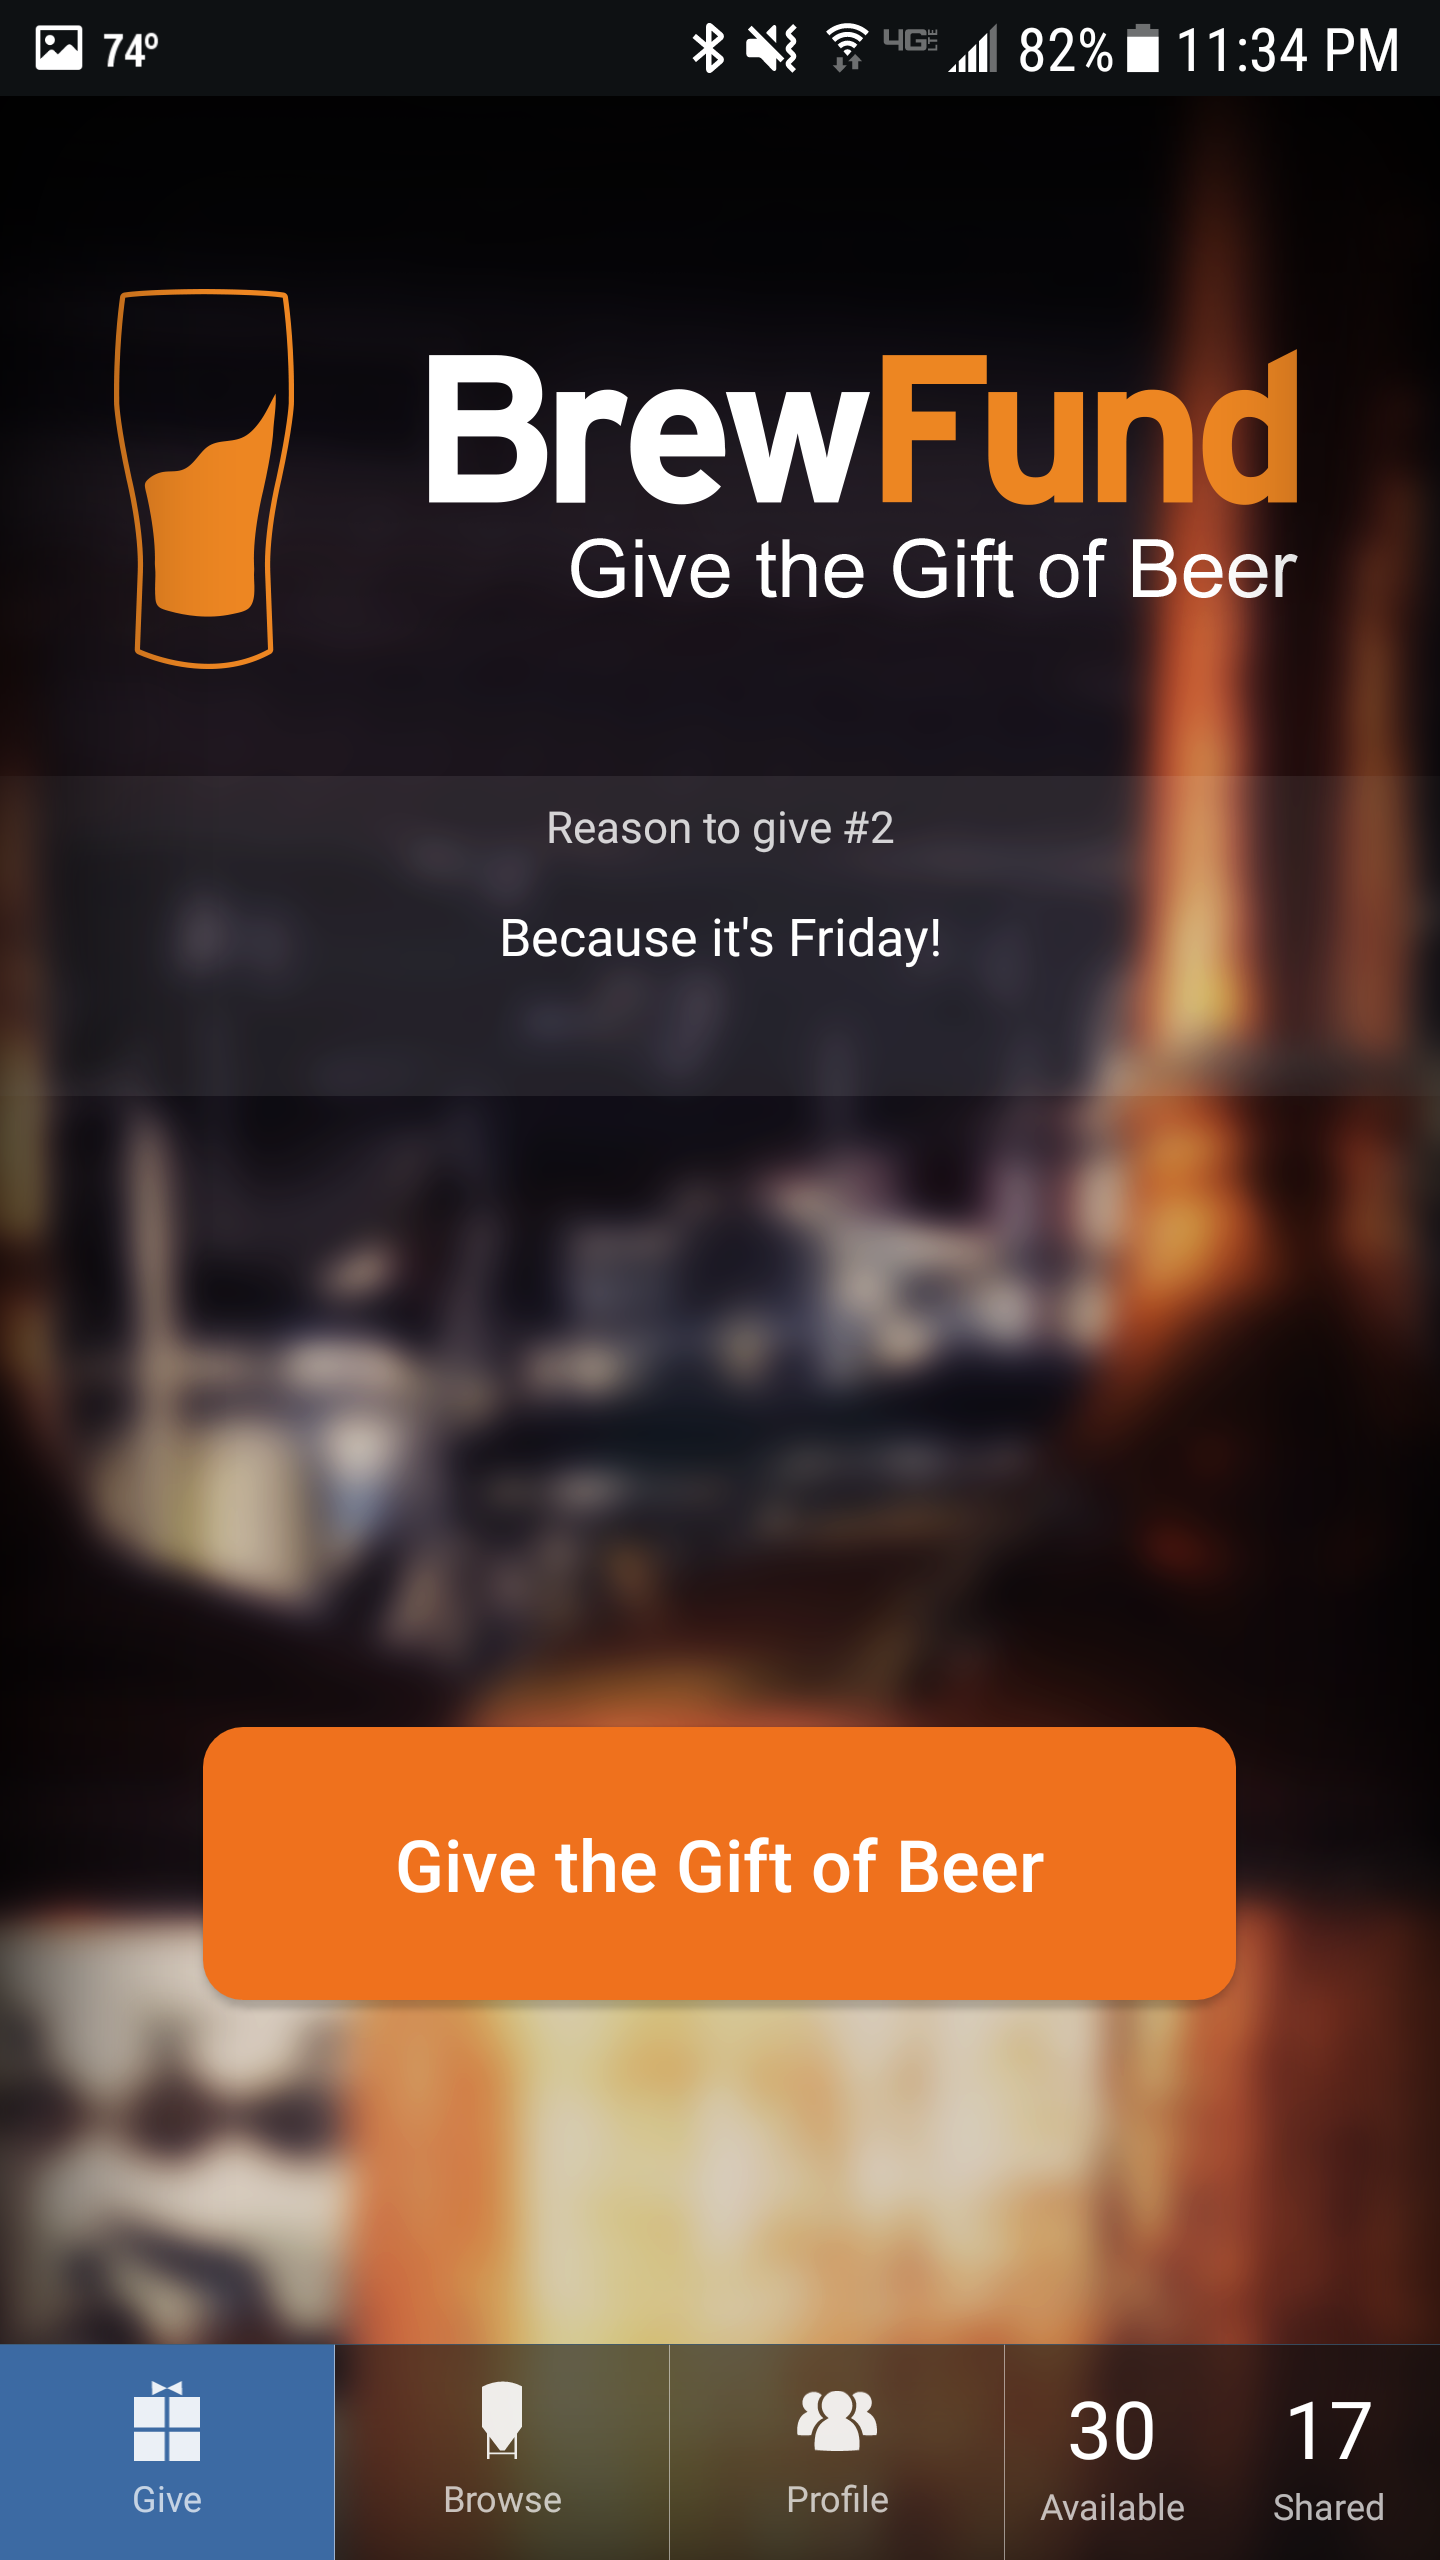 74º 4G LTE 82% 11:34 PM
BrewFund
Give the Gift of Beer
Reason to give #2
Because it's Friday!
Give the Gift of Beer
Give
Browse
Profile
30 Available
17 Shared